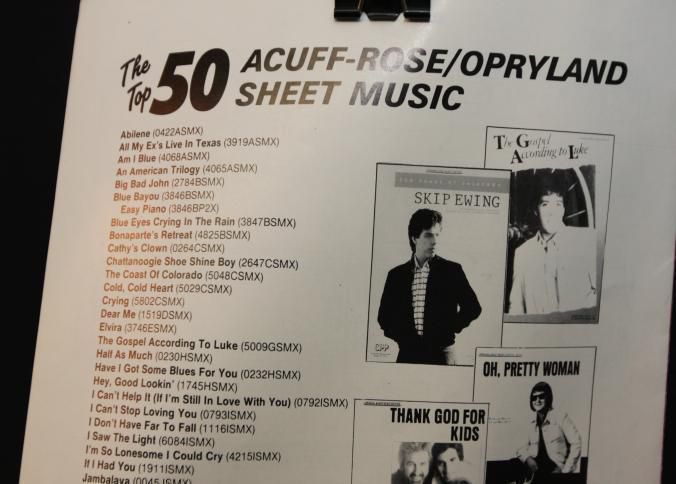 The Top 50 ACUFF-ROSE/OPRYLAND
SHEET MUSIC
Abilene (0422ASMX)
All My Ex's Live In Texas (3919ASMX)
Am I Blue (4068ASMX)
An American Trilogy (4065ASMX)
Big Bad John (2784BSMX)
Blue Bayou (3846BSMX)
Easy Piano (3846BP2X)
Blue Eyes Crying In The Rain (3847BSMX)
Bonaparte's Retreat (4825BSMX)
Cathy's Clown (0264CSMX)
Chattanoogie Shoe Shine Boy (2647CSMX)
The Coast Of Colorado (5048CSMX)
Cold, Cold Heart (5029CSMX)
Crying (5802CSMX)
Dear Me (1519DSMX)
Elvira (3746ESMX)
The Gospel According To Luke (5009GSMX)
Half As Much (0230HSMX)
Have I Got Some Blues For You (0232HSMX)
Hey, Good Lookin' (1745HSMX)
I Can't Help It (If I'm Still In Love With You) (0792ISMX)
I Can't Stop Loving You (0793ISMX)
I Don't Have Far To Fall (1116ISMX)
I Saw The Light (6084ISMX)
I'm So Lonesome I Could Cry (4215ISMX)
If I Had You (1911ISMX)
Jambalaya (0045JSMX)
The Gospel
According to Luke
SKIP EWING
CPP
OH, PRETTY WOMAN
THANK GOD FOR
KIDS